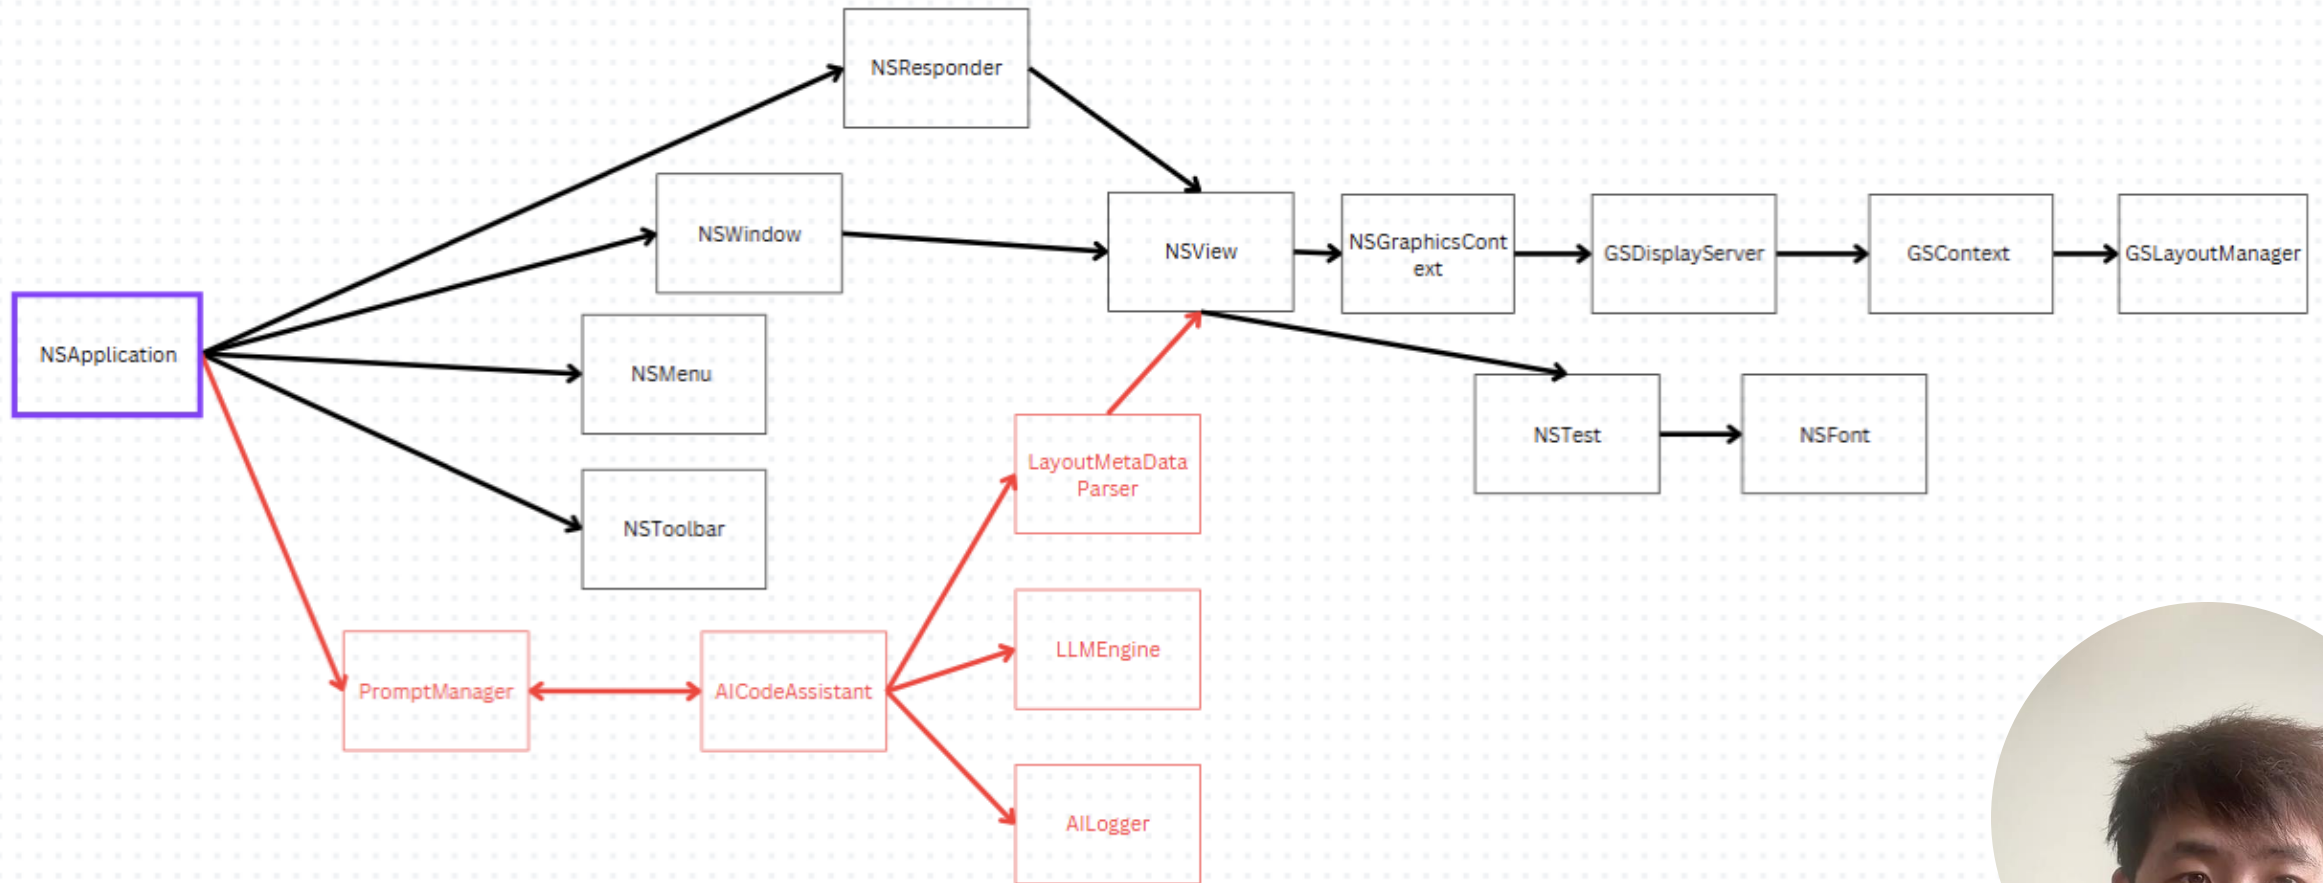 NSResponder
NSWindow
NSView
NSGraphicsCont
ext
GSDisplayServer
GSContext
GSLayoutManager
NSApplication
NSMenu
NSTest
NSFont
LayoutMetaData
Parser
NSToolbar
LLMEngine
PromptManager
AICodeAssistant
AILogger